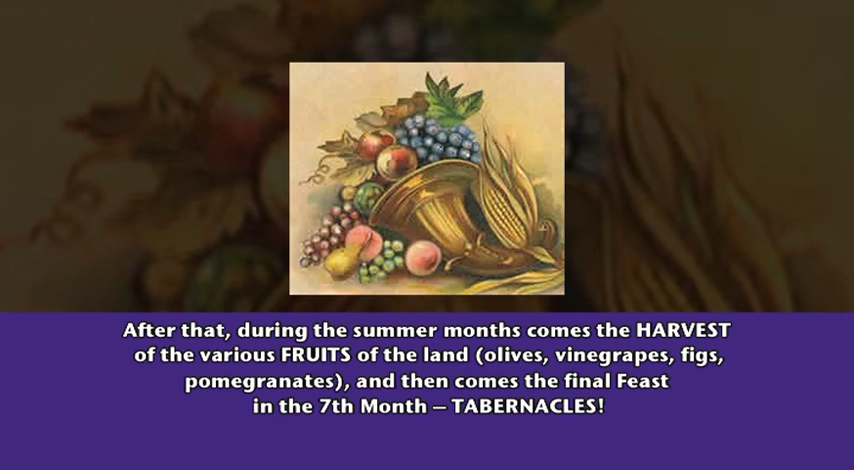 After that, during the summer months comes the HARVEST
of the various FRUITS of the land (olives, vinegrapes, figs,
pomegranates), and then comes the final Feast
in the 7th Month – TABERNACLES!